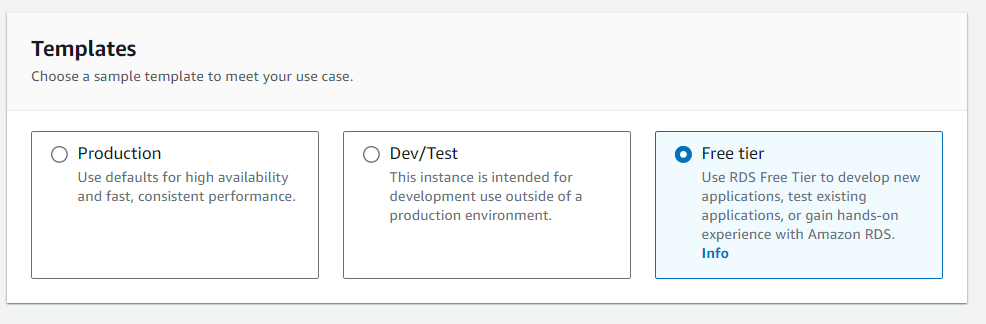 Templates
Choose a sample template to meet your use case.
Production
Use defaults for high availability
and fast, consistent performance.
Dev/Test
This instance is intended for
development use outside of a
production environment.
Free tier
Use RDS Free Tier to develop new
applications, test existing
applications, or gain hands-on
experience with Amazon RDS.
Info